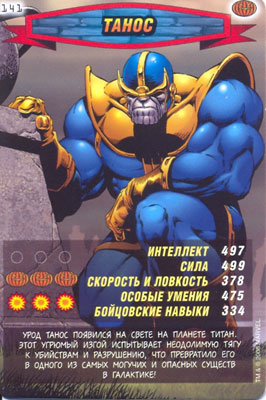 141
ТАНОС
ИНТЕЛЛЕКТ 497
СИЛА 499
СКОРОСТЬ И ЛОВКОСТЬ 378
ОСОБЫЕ УМЕНИЯ 475
БОЙЦОВСКИЕ НАВЫКИ 334
УРОД ТАНОС ПОЯВИЛСЯ НА СВЕТЕ НА ПЛАНЕТЕ ТИТАН.
ЭТОТ УГРЮМЫЙ ИЗГОЙ ИСПЫТЫВАЕТ НЕОДОЛИМУЮ ТЯГУ
К УБИЙСТВАМ И РАЗРУШЕНИЮ, ЧТО ПРЕВРАТИЛО ЕГО
В ОДНОГО ИЗ САМЫХ МОГУЧИХ И ОПАСНЫХ СУЩЕСТВ
В ГАЛАКТИКЕ!